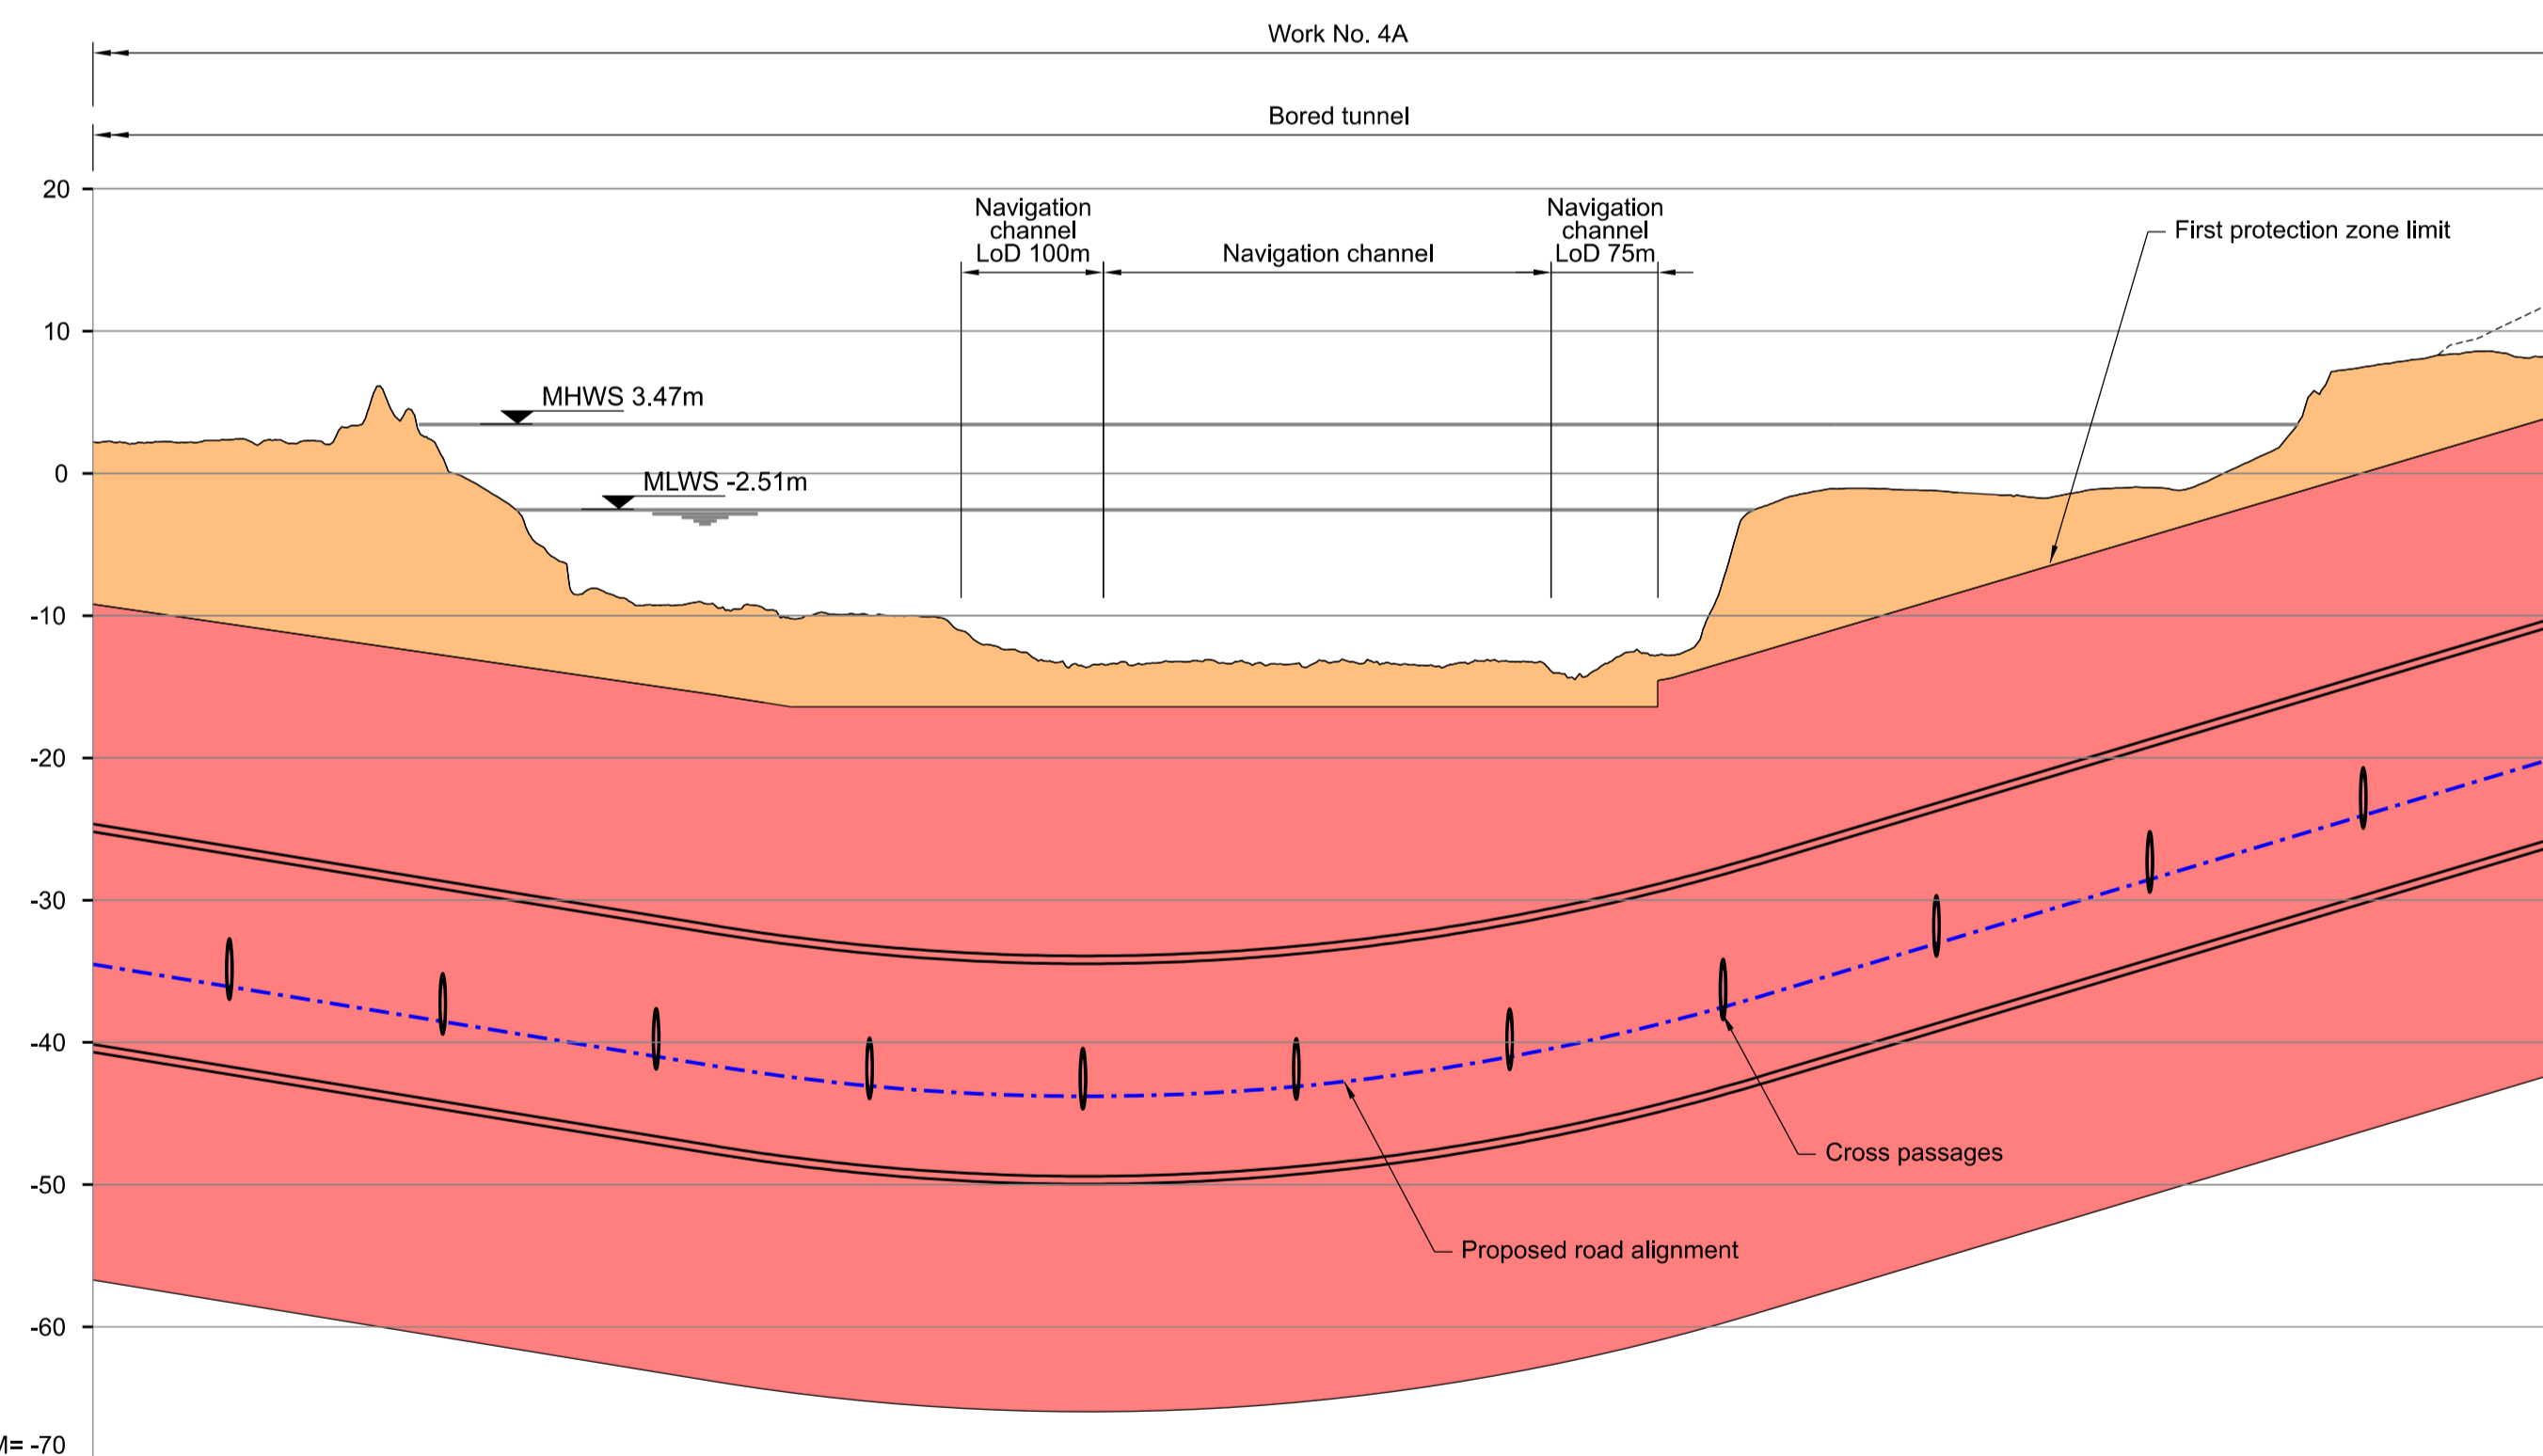 Work No. 4A
Bored tunnel
20
Navigation
channel
LoD 100m
Navigation channel
Navigation
channel
LoD 75m
First protection zone limit
10
MHWS 3.47m
0
MLWS -2.51m
-10
-20
-30
-40
Cross passages
-50
Proposed road alignment
-60
= -70